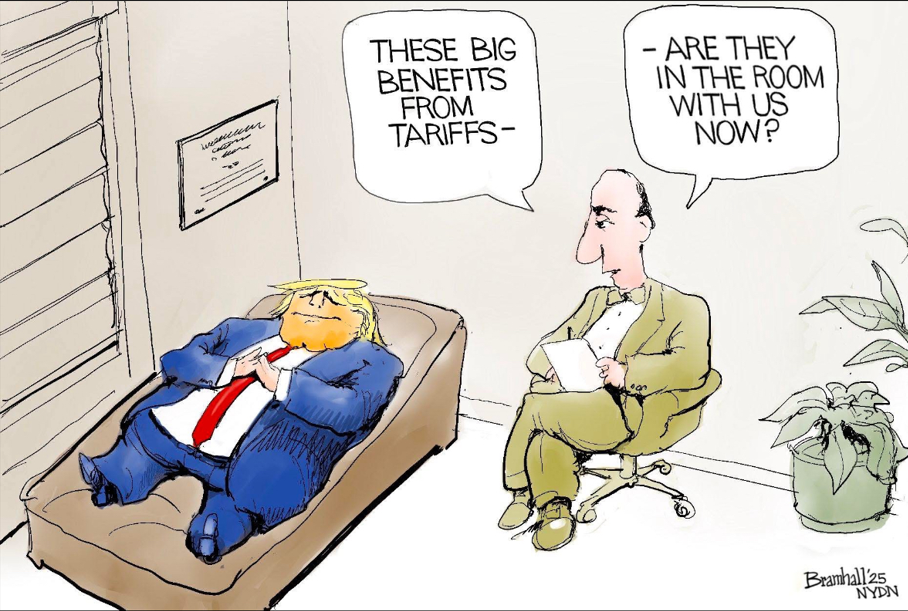 THESE BIG
BENEFITS
FROM
TARIFFS–
– ARE THEY
IN THE ROOM
WITH US
NOW?
Bramhall '25
NYDN